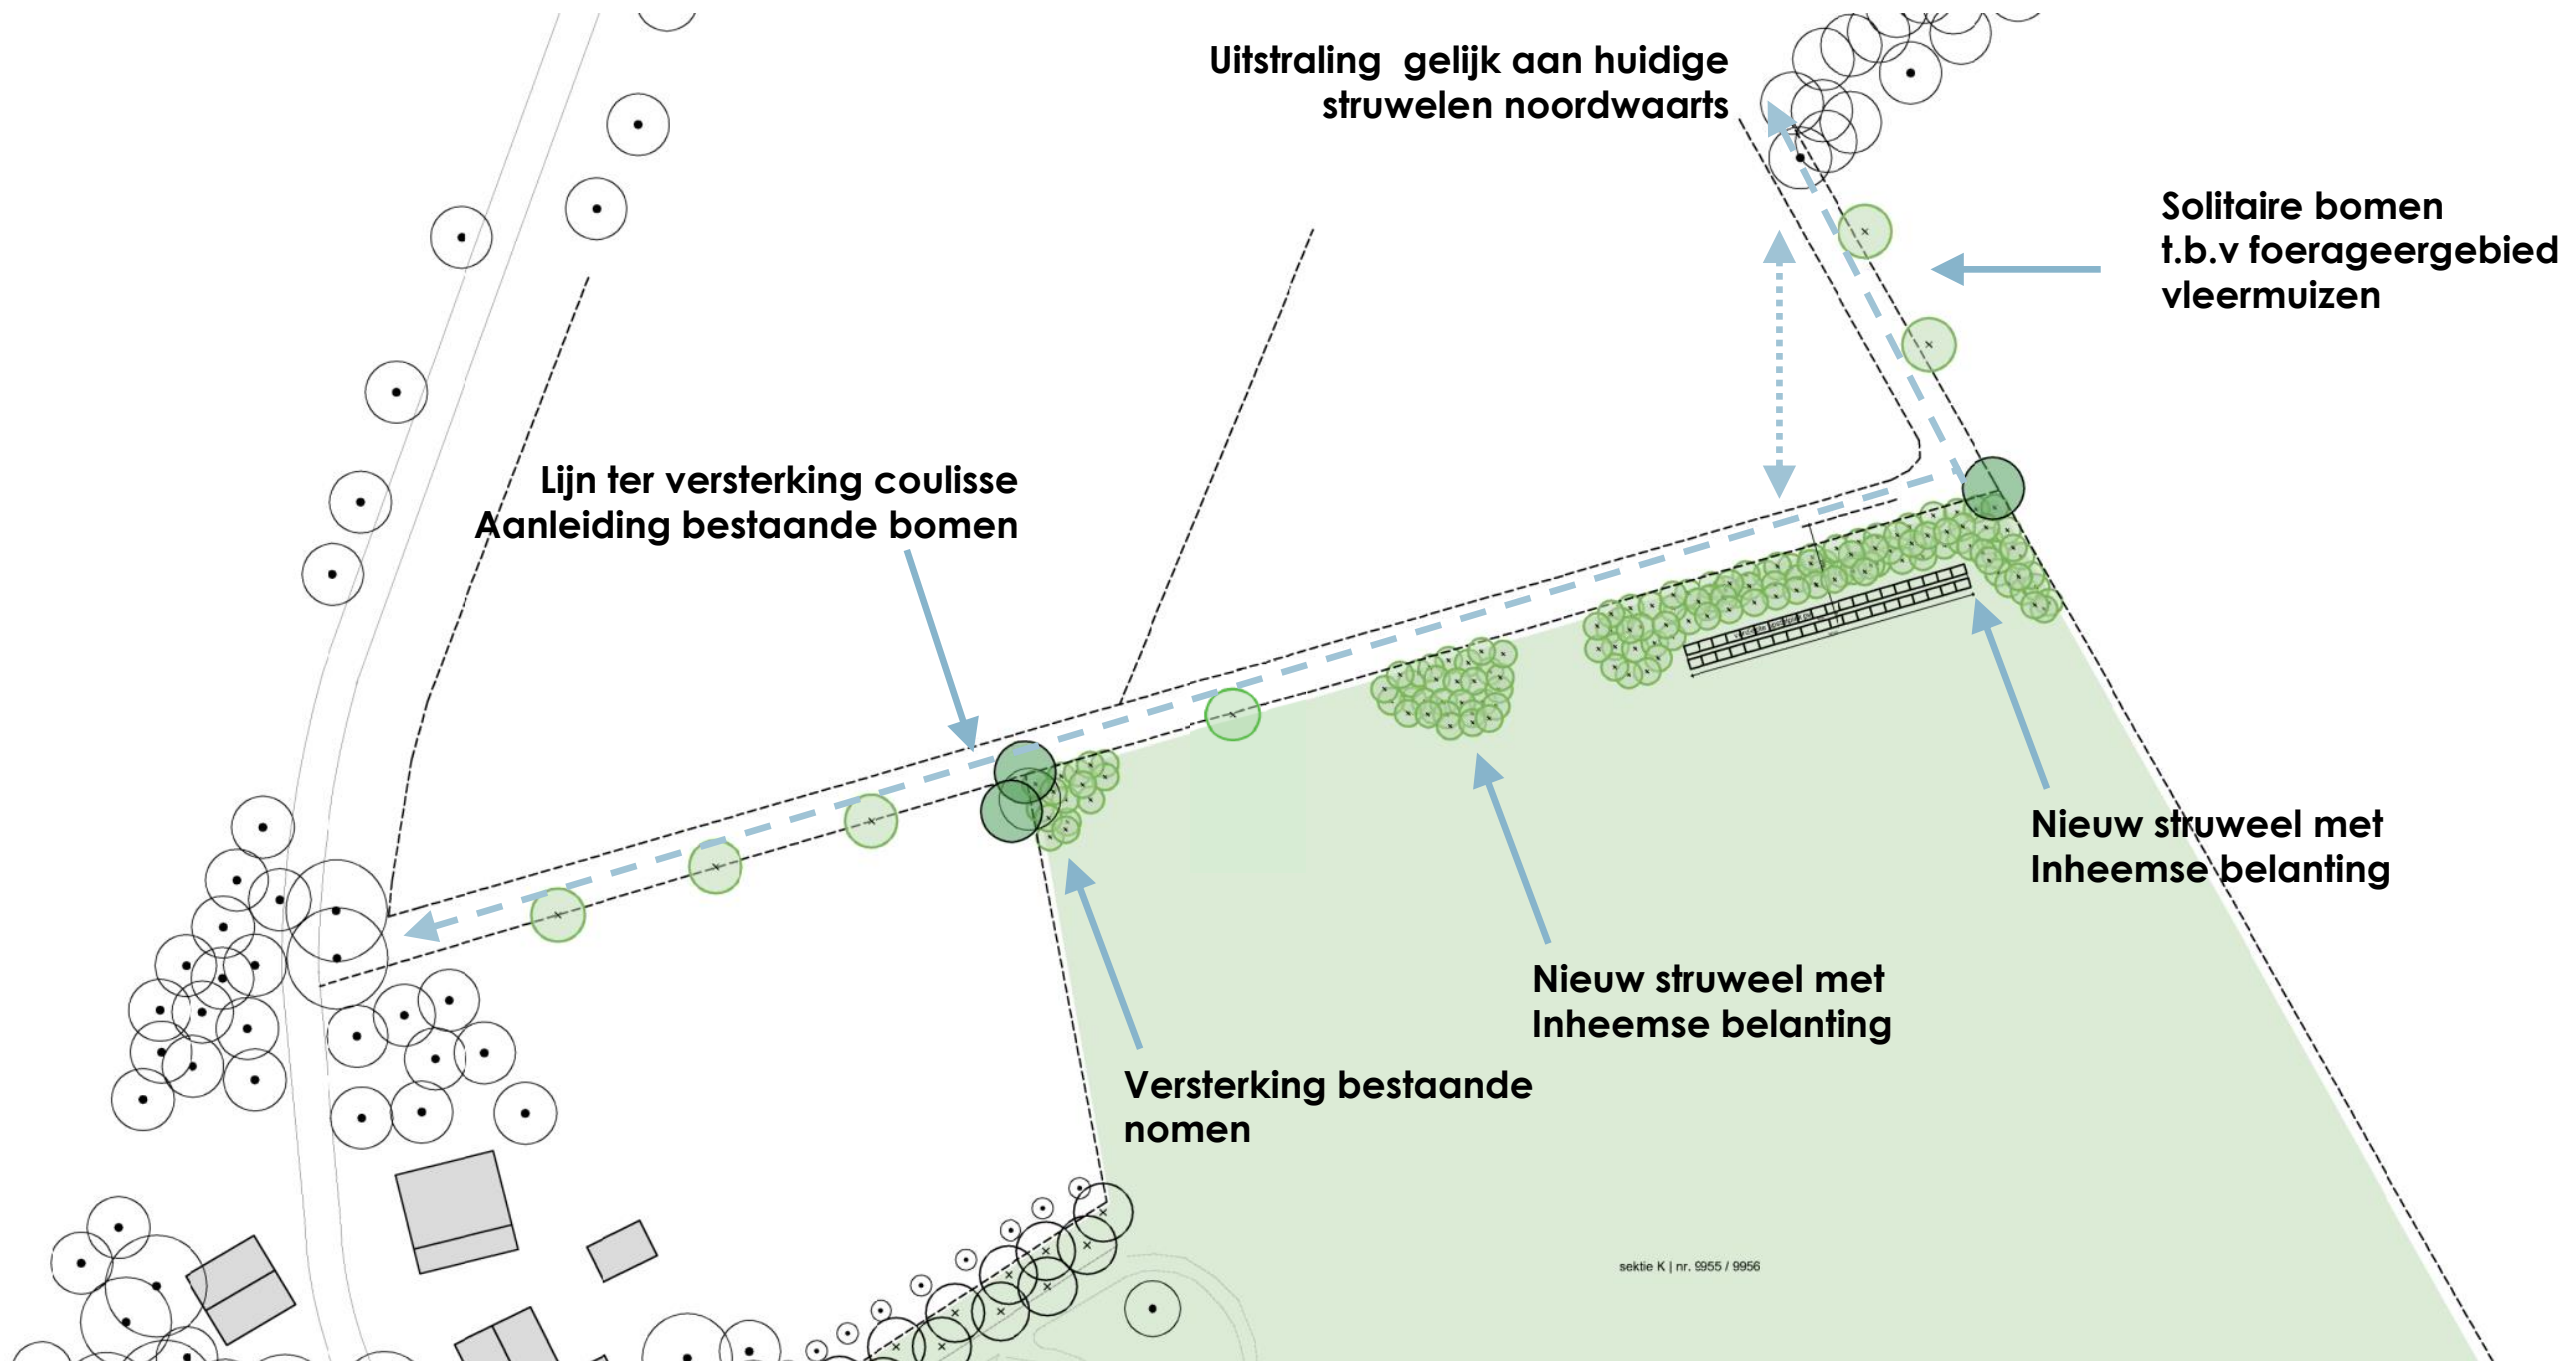 Uitstraling  gelijk aan huidige
struwelen noordwaarts
Solitaire bomen
t.b.v foerageergebied
vleermuizen
Lijn ter versterking coulisse
Aanleiding bestaande bomen
Nieuw struweel met
Inheemse belanting
Nieuw struweel met
Inheemse belanting
Versterking bestaande
nomen
sektie K | nr. 9955 / 9956